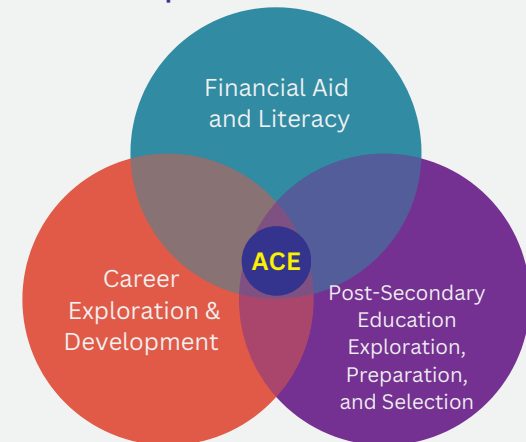 Financial Aid
and Literacy
ACE
Career
Exploration &
Development
Post-Secondary
Education
Exploration,
Preparation,
and Selection